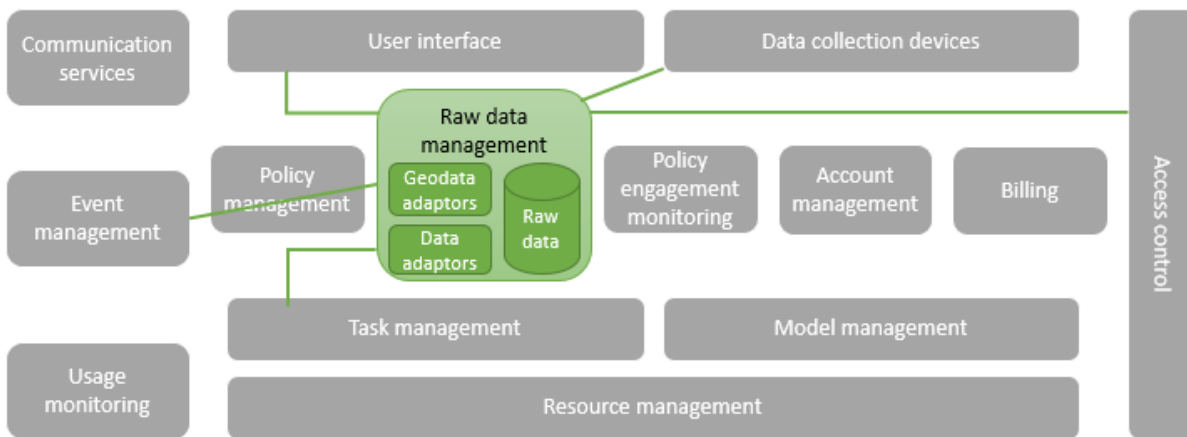 Communication
services
User interface
Data collection devices
Raw data
management
Geodata
adaptors
Data
adaptors
Raw
data
Event
management
Policy
management
Policy
engagement
monitoring
Account
management
Billing
Access control
Task management
Model management
Usage
monitoring
Resource management